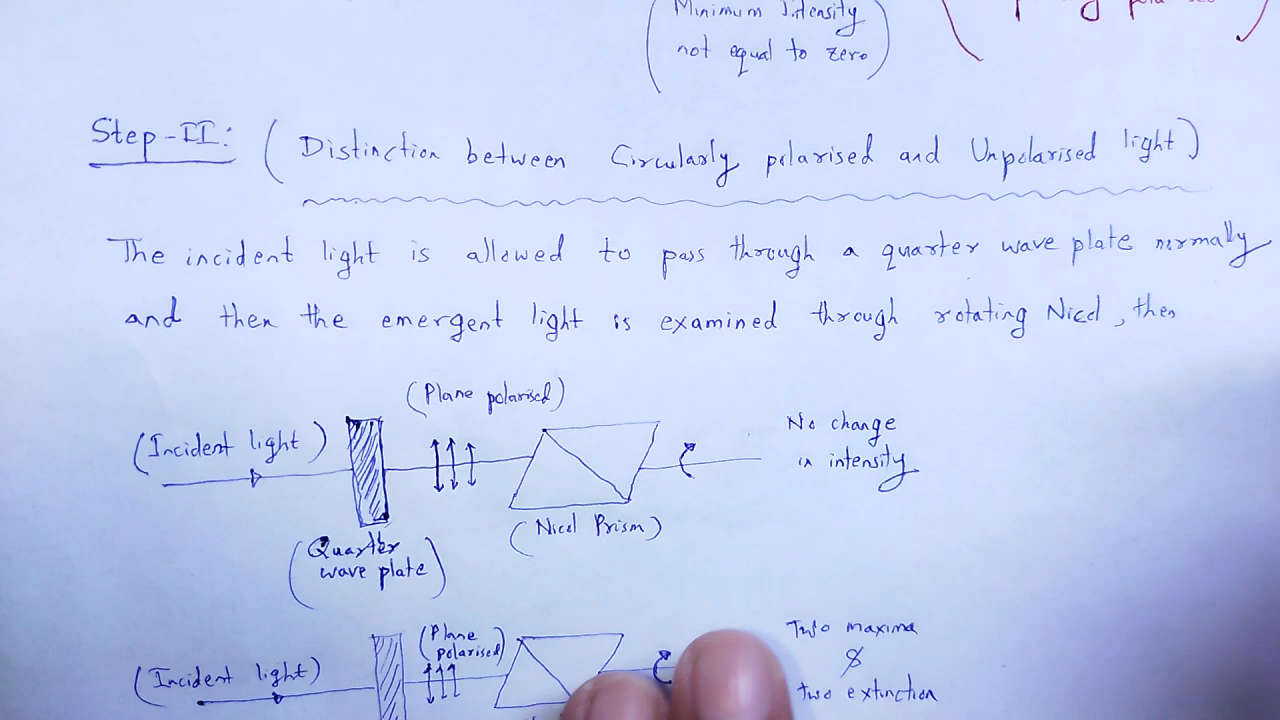 Minimum Intensity
not equal to zero
Step-II: (Distinction between Circularly polarised and Unpolarised light)
The incident light is allowed to pass through a quarter wave plate normally
and then the emergent light is examined through rotating Nicol, then
(Plane polarised)
(Incident light)
No change
in intensity
(Nicol Prism)
(Quarter
wave plate)
(Plane
polarised)
(Incident light)
Two maxima
&
two extinction